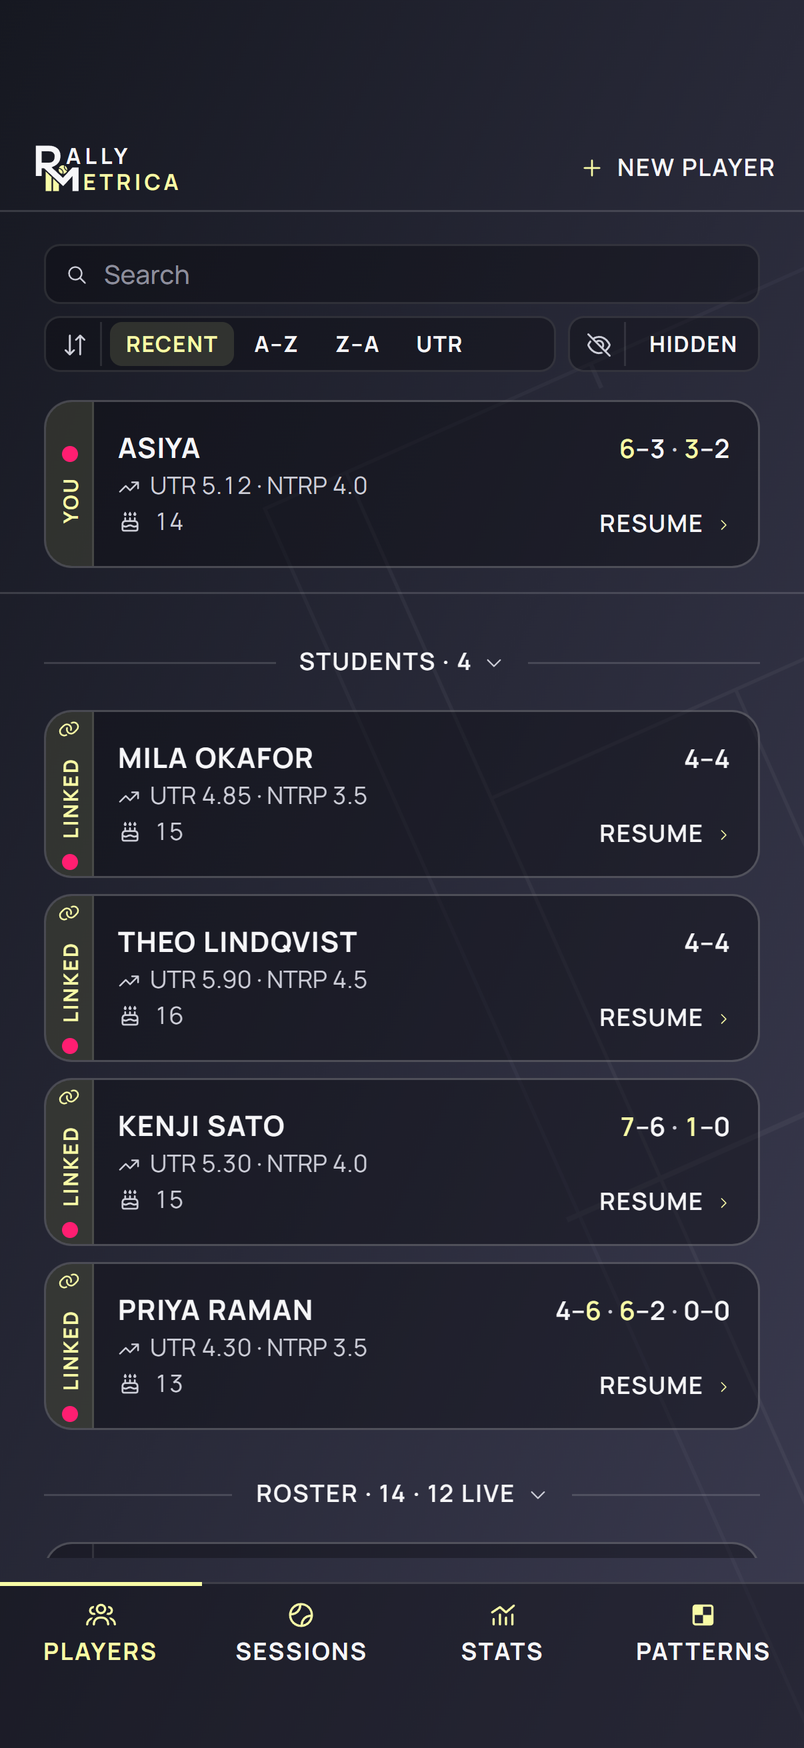 RALLY
METRICA
+ NEW PLAYER
Search
RECENT A–Z Z–A UTR HIDDEN
YOU
ASIYA 6–3 · 3–2
UTR 5.12 · NTRP 4.0
14 RESUME >
STUDENTS · 4
LINKED
MILA OKAFOR 4–4
UTR 4.85 · NTRP 3.5
15 RESUME >
LINKED
THEO LINDQVIST 4–4
UTR 5.90 · NTRP 4.5
16 RESUME >
LINKED
KENJI SATO 7–6 · 1–0
UTR 5.30 · NTRP 4.0
15 RESUME >
LINKED
PRIYA RAMAN 4–6 · 6–2 · 0–0
UTR 4.30 · NTRP 3.5
13 RESUME >
ROSTER · 14 · 12 LIVE
PLAYERS SESSIONS STATS PATTERNS